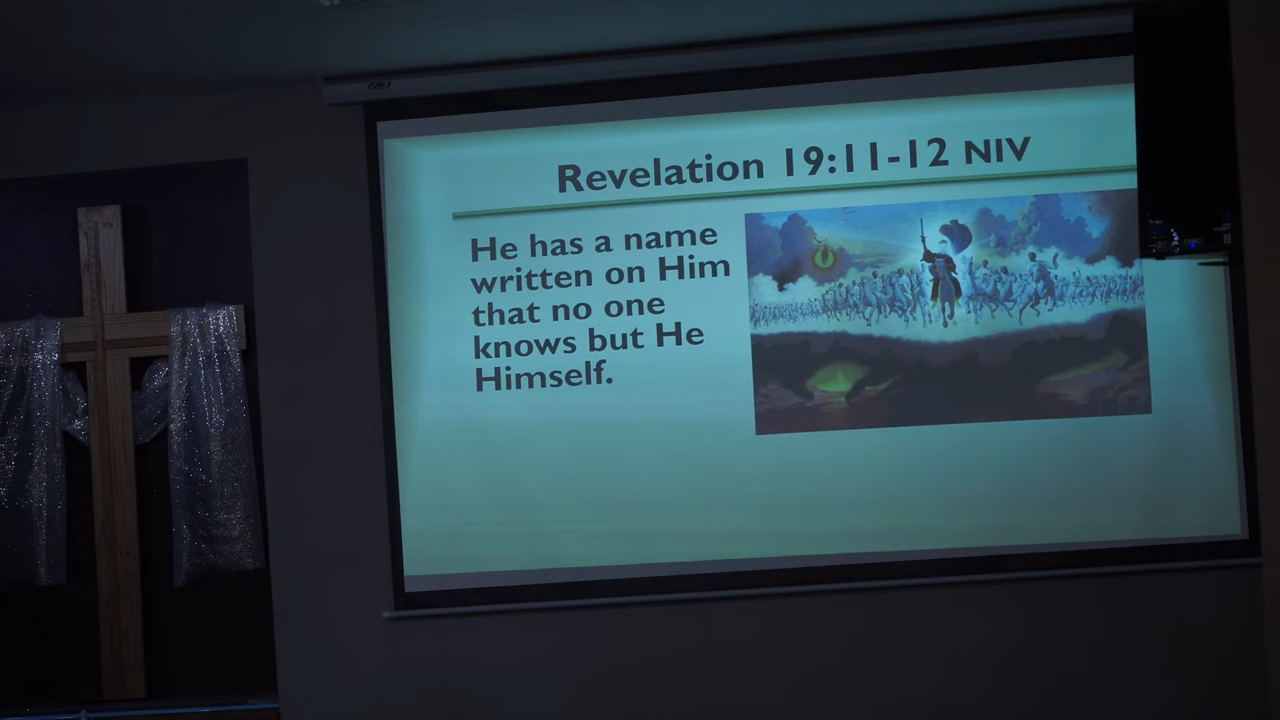 Revelation 19:11-12 NIV
He has a name
written on Him
that no one
knows but He
Himself.